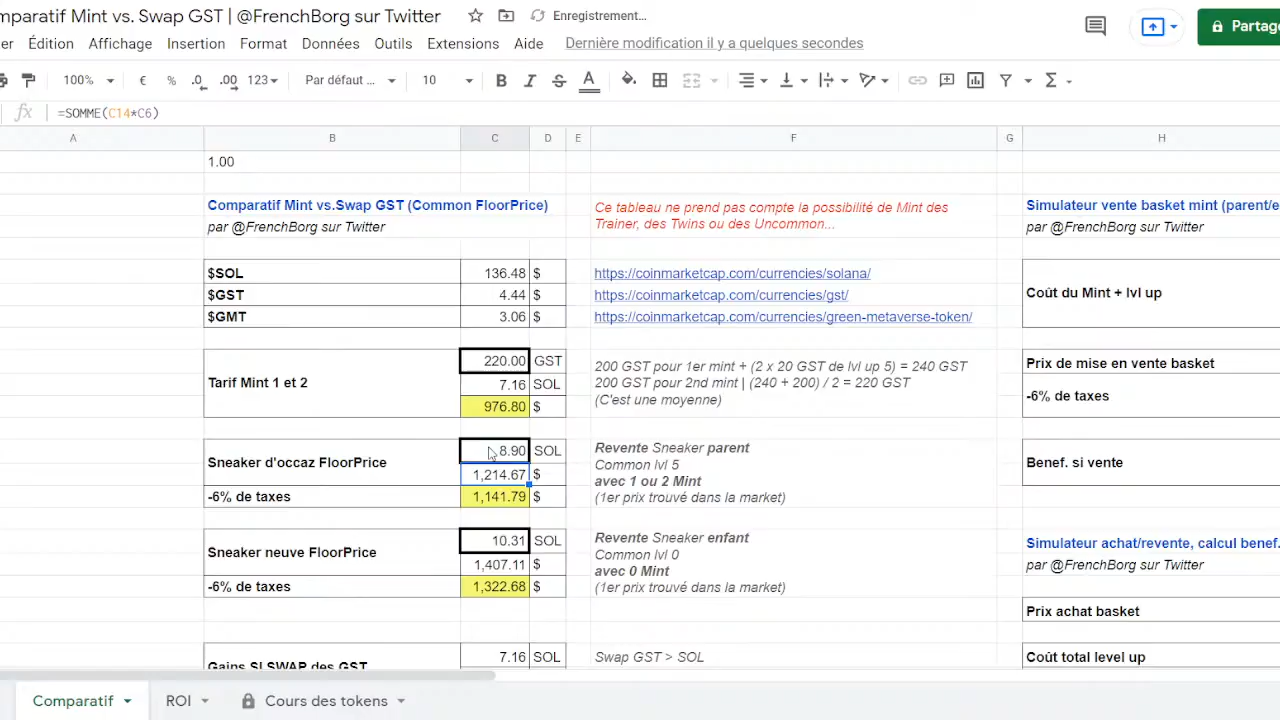 mparatif Mint vs. Swap GST | @FrenchBorg sur Twitter Enregistrement...
er Édition Affichage Insertion Format Données Outils Extensions Aide Dernière modification il y a quelques secondes
Partage
100% € % .0 .00 123 Par défaut ... 10 B I S A Σ
fx =SOMME(C14*C6)
A B C D E F G H
1.00
Comparatif Mint vs.Swap GST (Common FloorPrice)
par @FrenchBorg sur Twitter
Ce tableau ne prend pas compte la possibilité de Mint des
Trainer, des Twins ou des Uncommon...
Simulateur vente basket mint (parent/e
par @FrenchBorg sur Twitter
$SOL 136.48 $ https://coinmarketcap.com/currencies/solana/
$GST 4.44 $ https://coinmarketcap.com/currencies/gst/
$GMT 3.06 $ https://coinmarketcap.com/currencies/green-metaverse-token/
Coût du Mint + lvl up
Tarif Mint 1 et 2
220.00 GST
7.16 SOL
976.80 $
200 GST pour 1er mint + (2 x 20 GST de lvl up 5) = 240 GST
200 GST pour 2nd mint | (240 + 200) / 2 = 220 GST
(C'est une moyenne)
Prix de mise en vente basket
-6% de taxes
Sneaker d'occaz FloorPrice
8.90 SOL
1,214.67 $
-6% de taxes 1,141.79 $
Revente Sneaker parent
Common lvl 5
avec 1 ou 2 Mint
(1er prix trouvé dans la market)
Benef. si vente
Sneaker neuve FloorPrice
10.31 SOL
1,407.11 $
-6% de taxes 1,322.68 $
Revente Sneaker enfant
Common lvl 0
avec 0 Mint
(1er prix trouvé dans la market)
Simulateur achat/revente, calcul benef.
par @FrenchBorg sur Twitter
Prix achat basket
Gains SI SWAP des GST 7.16 SOL Swap GST > SOL
Coût total level up
Comparatif ROI Cours des tokens